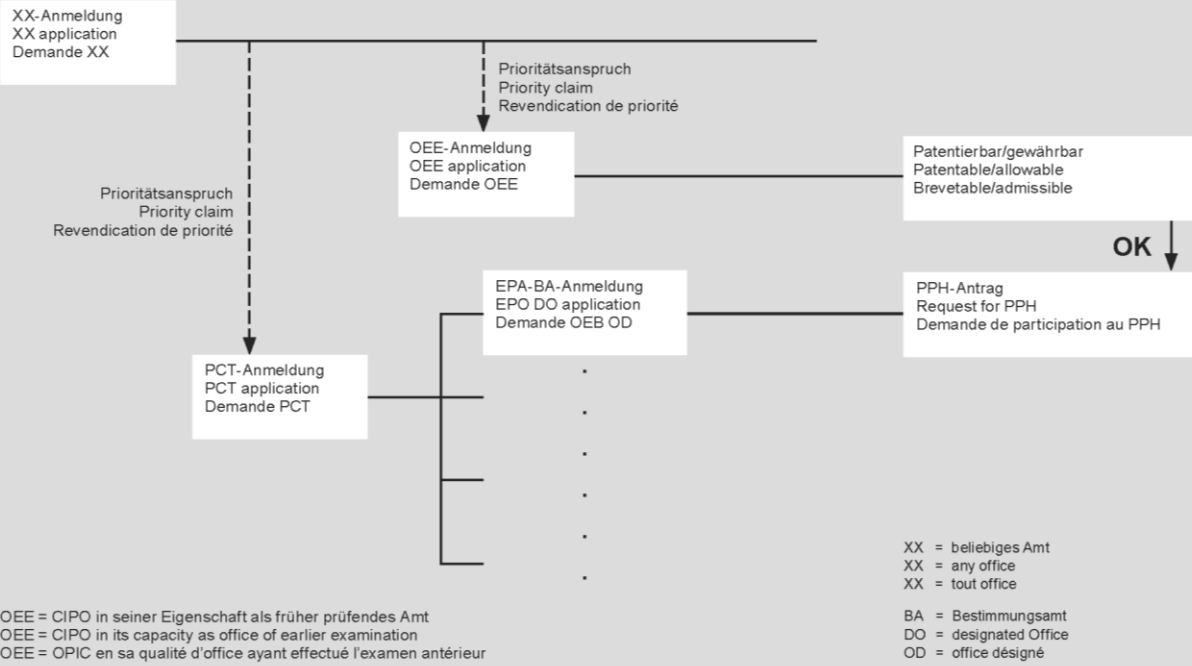 XX-Anmeldung
XX application
Demande XX
Prioritätsanspruch
Priority claim
Revendication de priorité
OEE-Anmeldung
OEE application
Demande OEE
Patentierbar/gewährbar
Patentable/allowable
Brevetable/admissible
Prioritätsanspruch
Priority claim
Revendication de priorité
OK
EPA-BA-Anmeldung
EPO DO application
Demande OEB OD
PPH-Antrag
Request for PPH
Demande de participation au PPH
PCT-Anmeldung
PCT application
Demande PCT
XX = beliebiges Amt
XX = any office
XX = tout office
OEE = CIPO in seiner Eigenschaft als früher prüfendes Amt
OEE = CIPO in its capacity as office of earlier examination
OEE = OPIC en sa qualité d'office ayant effectué l'examen antérieur
BA = Bestimmungsamt
DO = designated Office
OD = office désigné